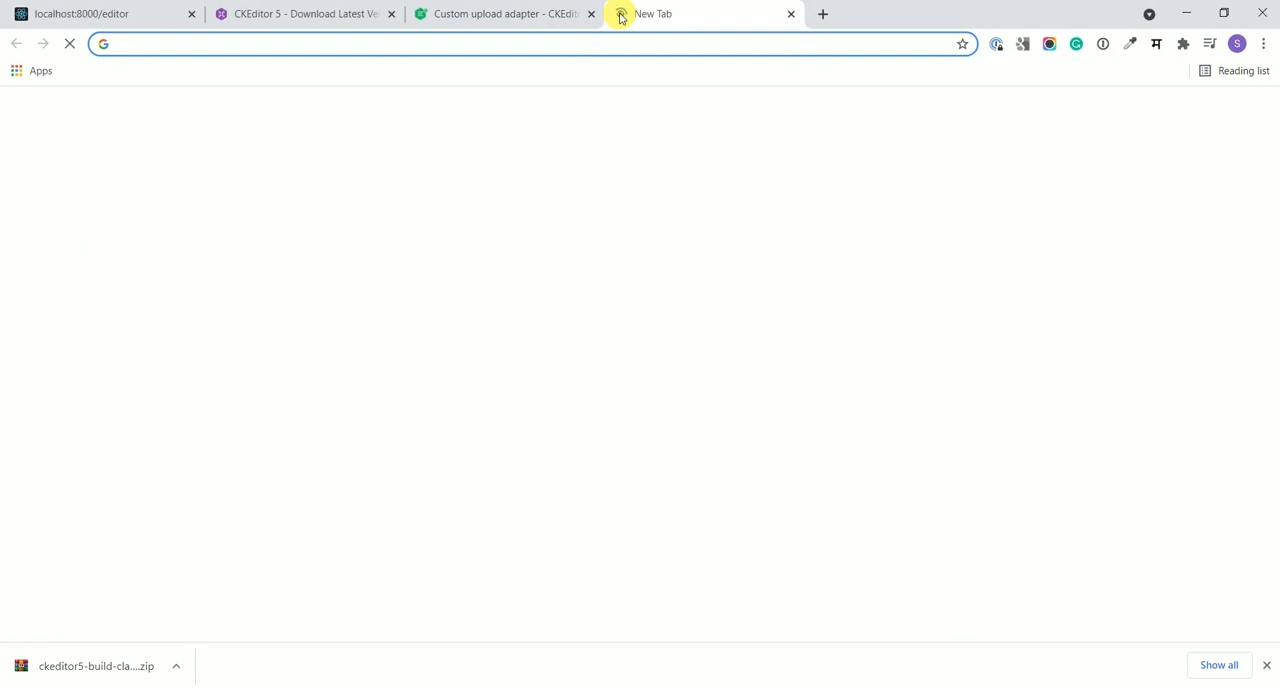 localhost:8000/editor
CKEditor 5 - Download Latest Ve
Custom upload adapter - CKEdit
New Tab
S
Apps
Reading list
ckeditor5-build-cla....zip
Show all